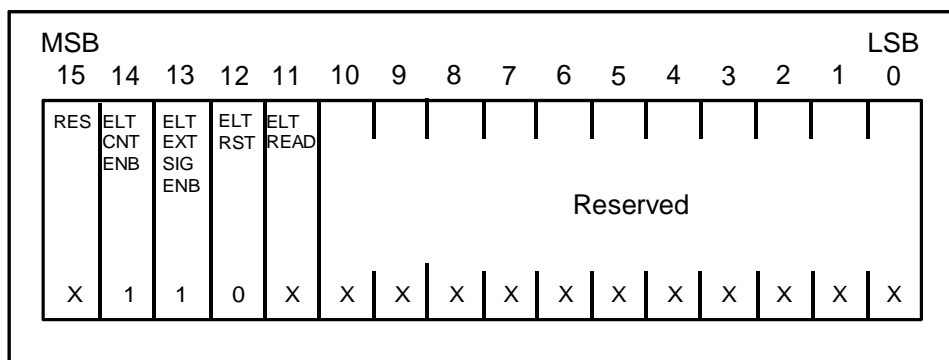 MSB LSB
15 14 13 12 11 10 9 8 7 6 5 4 3 2 1 0
RES ELT ELT ELT ELT
CNT EXT RST READ
ENB SIG
ENB
Reserved
X 1 1 0 X X X X X X X X X X X X